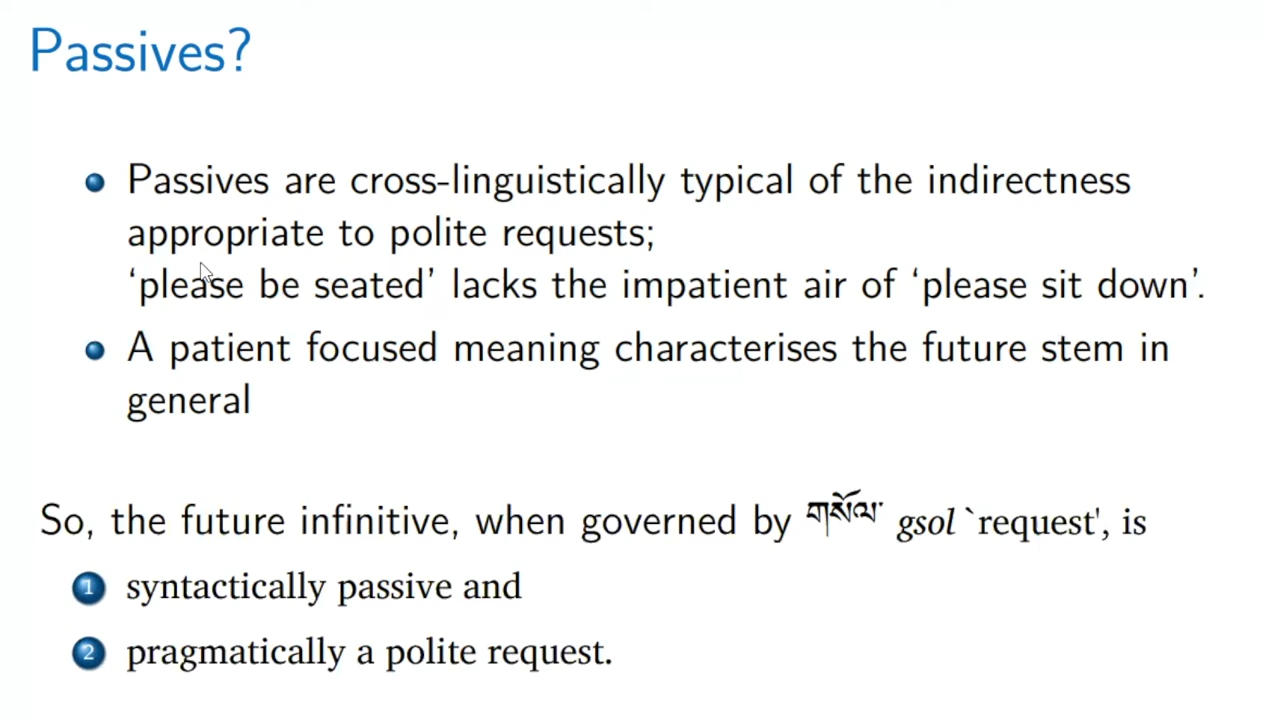 Passives?
Passives are cross-linguistically typical of the indirectness
appropriate to polite requests;
‘please be seated’ lacks the impatient air of ‘please sit down’.
A patient focused meaning characterises the future stem in
general
So, the future infinitive, when governed by གསོལ་ gsol `request', is
1 syntactically passive and
2 pragmatically a polite request.